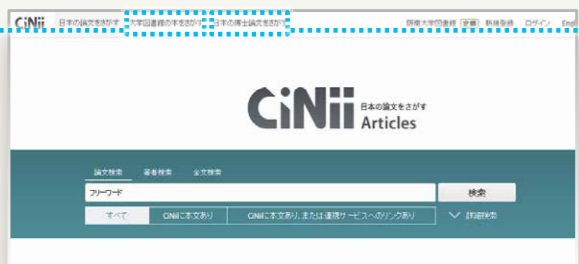 CiNii 日本の論文をさがす 大学図書館の本をさがす 日本の博士論文をさがす 新規登録 ログイン Engl
CiNii 日本の論文をさがす
Articles
論文検索 著者検索 全文検索
フリーワード 検索
すべて CiNiiに本文あり CiNiiに本文あり、または連携サービスへのリンクあり 詳細検索